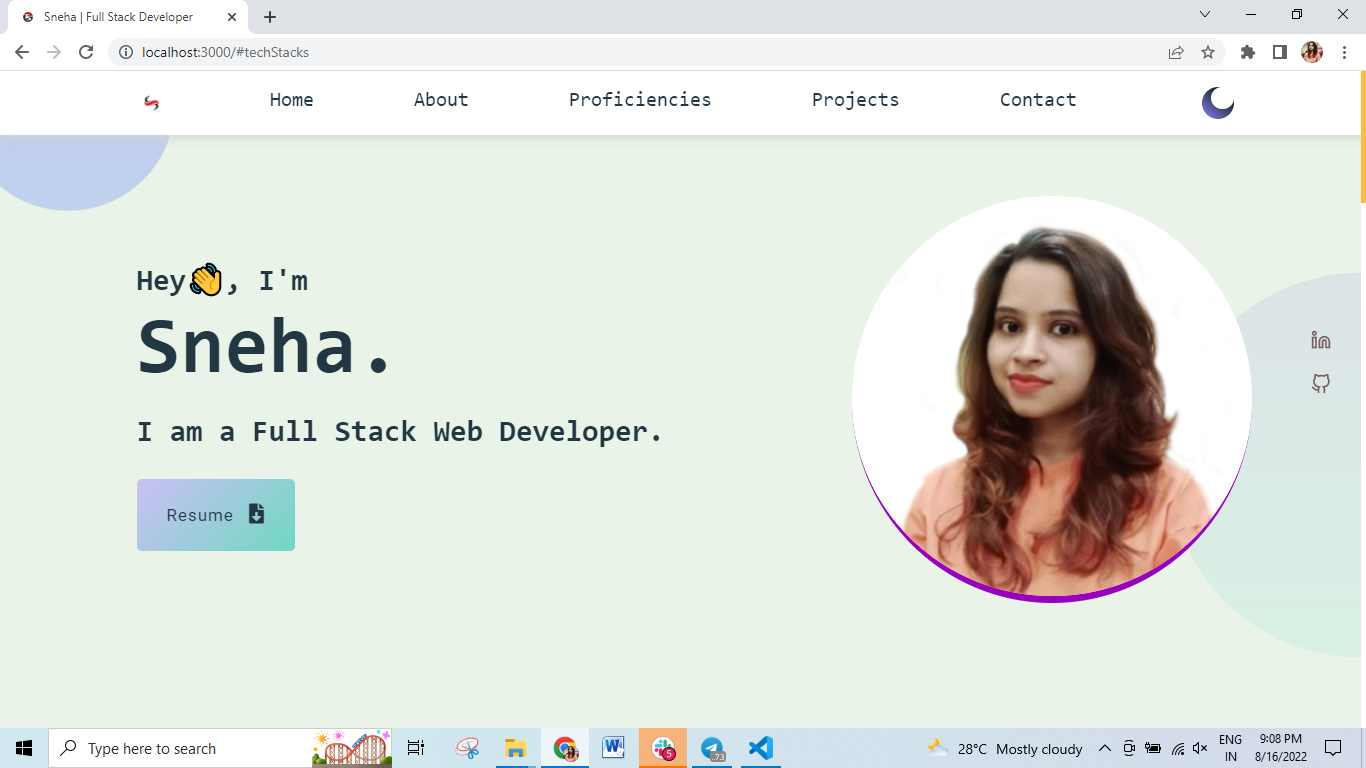 Sneha | Full Stack Developer
localhost:3000/#techStacks
Home About Proficiencies Projects Contact
Hey👋, I'm
Sneha.
I am a Full Stack Web Developer.
Resume
Type here to search
5
.73
28°C Mostly cloudy
ENG
IN
9:08 PM
8/16/2022